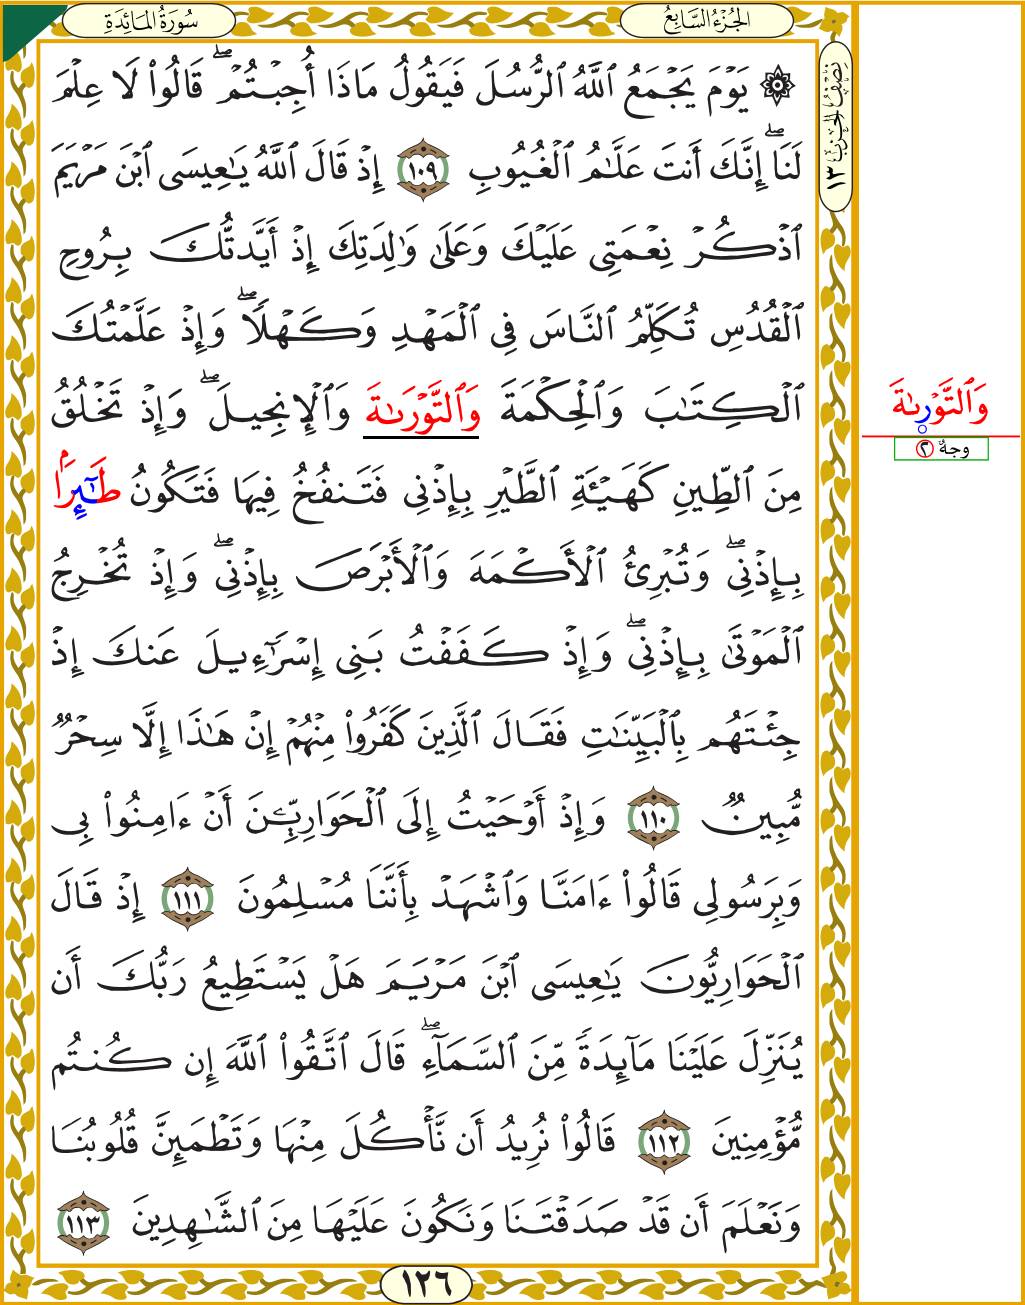 سُورَةُ المَائِدَةِ
الجُزْءُ السَّابِعُ
نِصْفُ الحِزْبِ ١٣
۞ يَوْمَ يَجْمَعُ ٱللَّهُ ٱلرُّسُلَ فَيَقُولُ مَاذَا أُجِبْتُمْۖ قَالُوا۟ لَا عِلْمَ
لَنَاۖ إِنَّكَ أَنتَ عَلَّـٰمُ ٱلْغُيُوبِ ١٠٩ إِذْ قَالَ ٱللَّهُ يَـٰعِيسَى ٱبْنَ مَرْيَمَ
ٱذْكُرْ نِعْمَتِى عَلَيْكَ وَعَلَىٰ وَٰلِدَتِكَ إِذْ أَيَّدتُّكَ بِرُوحِ
ٱلْقُدُسِ تُكَلِّمُ ٱلنَّاسَ فِى ٱلْمَهْدِ وَكَهْلًاۖ وَإِذْ عَلَّمْتُكَ
ٱلْكِتَـٰبَ وَٱلْحِكْمَةَ وَٱلتَّوْرَىٰةَ وَٱلْإِنجِيلَۖ وَإِذْ تَخْلُقُ
مِنَ ٱلطِّينِ كَهَيْـَٔةِ ٱلطَّيْرِ بِإِذْنِى فَتَنفُخُ فِيهَا فَتَكُونُ طَـٰٓئِرًا
بِإِذْنِىۖ وَتُبْرِئُ ٱلْأَكْمَهَ وَٱلْأَبْرَصَ بِإِذْنِىۖ وَإِذْ تُخْرِجُ
ٱلْمَوْتَىٰ بِإِذْنِىۖ وَإِذْ كَفَفْتُ بَنِىٓ إِسْرَٰٓءِيلَ عَنكَ إِذْ
جِئْتَهُم بِٱلْبَيِّنَـٰتِ فَقَالَ ٱلَّذِينَ كَفَرُوا۟ مِنْهُمْ إِنْ هَـٰذَا إِلَّا سِحْرٌ
مُّبِينٌ ١١٠ وَإِذْ أَوْحَيْتُ إِلَى ٱلْحَوَارِيِّـۧنَ أَنْ ءَامِنُوا۟ بِى
وَبِرَسُولِى قَالُوا۟ ءَامَنَّا وَٱشْهَدْ بِأَنَّنَا مُسْلِمُونَ ١١١ إِذْ قَالَ
ٱلْحَوَارِيُّونَ يَـٰعِيسَى ٱبْنَ مَرْيَمَ هَلْ يَسْتَطِيعُ رَبُّكَ أَن
يُنَزِّلَ عَلَيْنَا مَآئِدَةً مِّنَ ٱلسَّمَآءِۖ قَالَ ٱتَّقُوا۟ ٱللَّهَ إِن كُنتُم
مُّؤْمِنِينَ ١١٢ قَالُوا۟ نُرِيدُ أَن نَّأْكُلَ مِنْهَا وَتَطْمَئِنَّ قُلُوبُنَا
وَنَعْلَمَ أَن قَدْ صَدَقْتَنَا وَنَكُونَ عَلَيْهَا مِنَ ٱلشَّـٰهِدِينَ ١١٣
١٢٦
وَٱلتَّوْرِىٰةَ
وجهٌ ٢